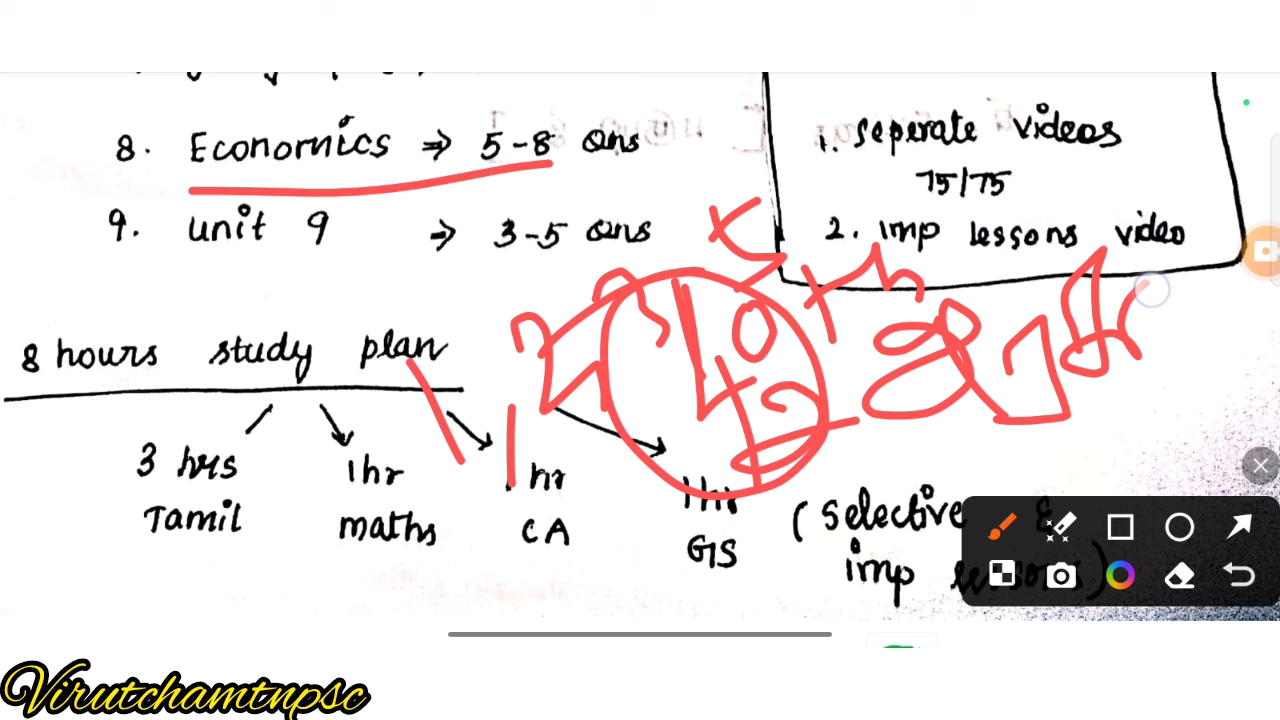 8. Economics ⇒ 5-8 Qns
9. unit 9 ⇒ 3-5 Qns
1. seperate videos
75/75
2. imp lessons video
8 hours study plan
3 hrs Tamil
1hr maths
1 hr CA
1hr GS
(selective &
imp
Virutchamtnpsc